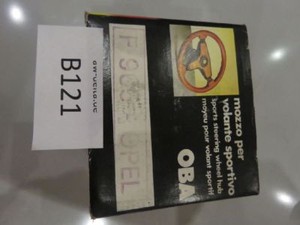 B121
OPEL
mozzo per
volante sportivo
sports steering wheel hub
moyeu pour volant sportif
OBA